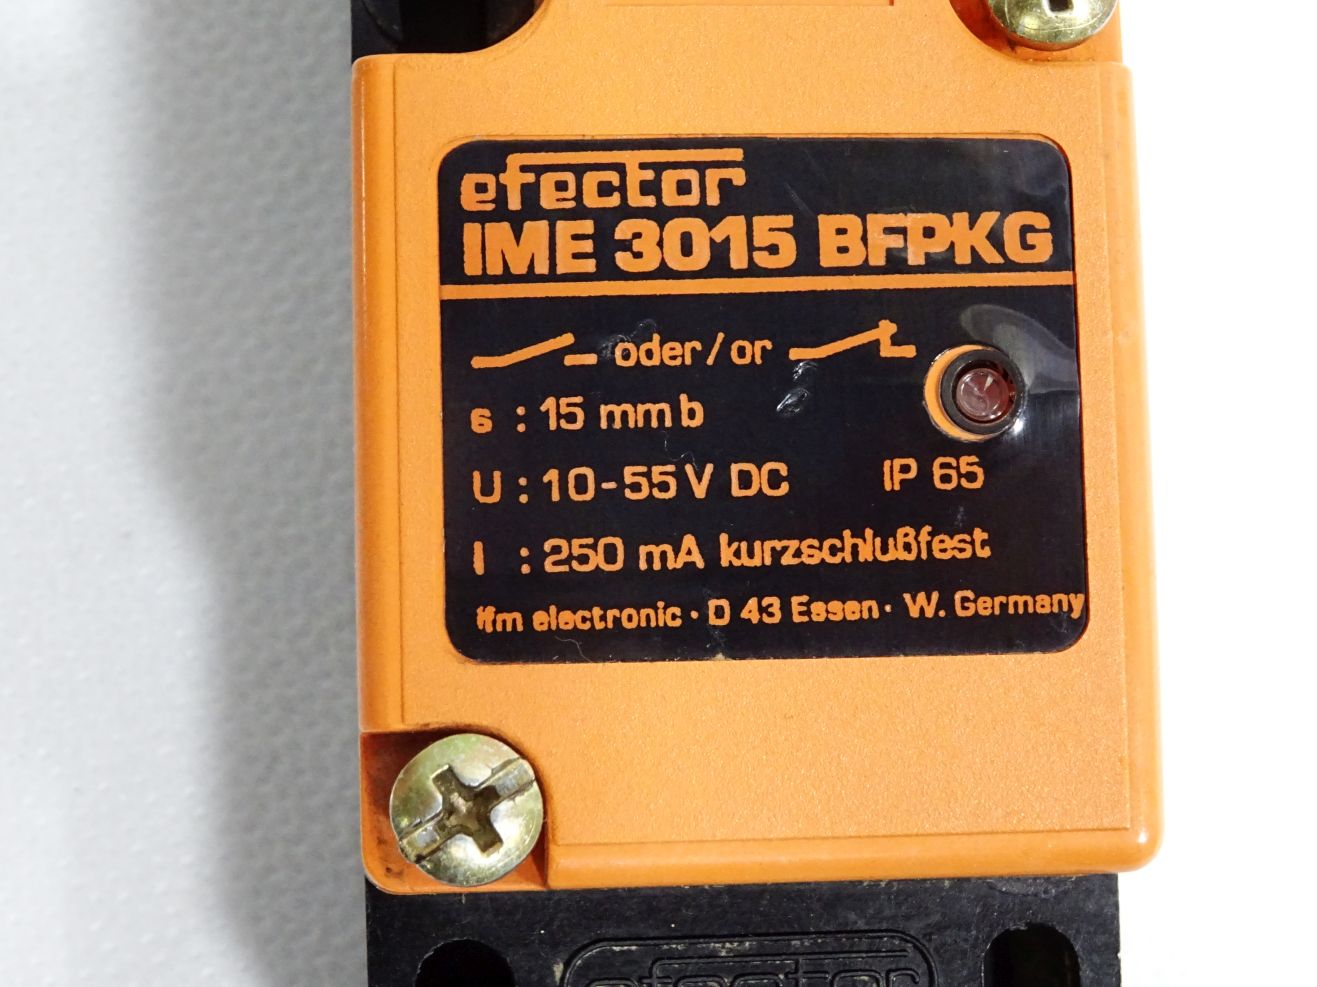 efector
IME 3015 BFPKG
oder/or
s : 15 mm b
U : 10-55 V DC IP 65
I : 250 mA kurzschlußfest
ifm electronic · D 43 Essen · W. Germany
efector